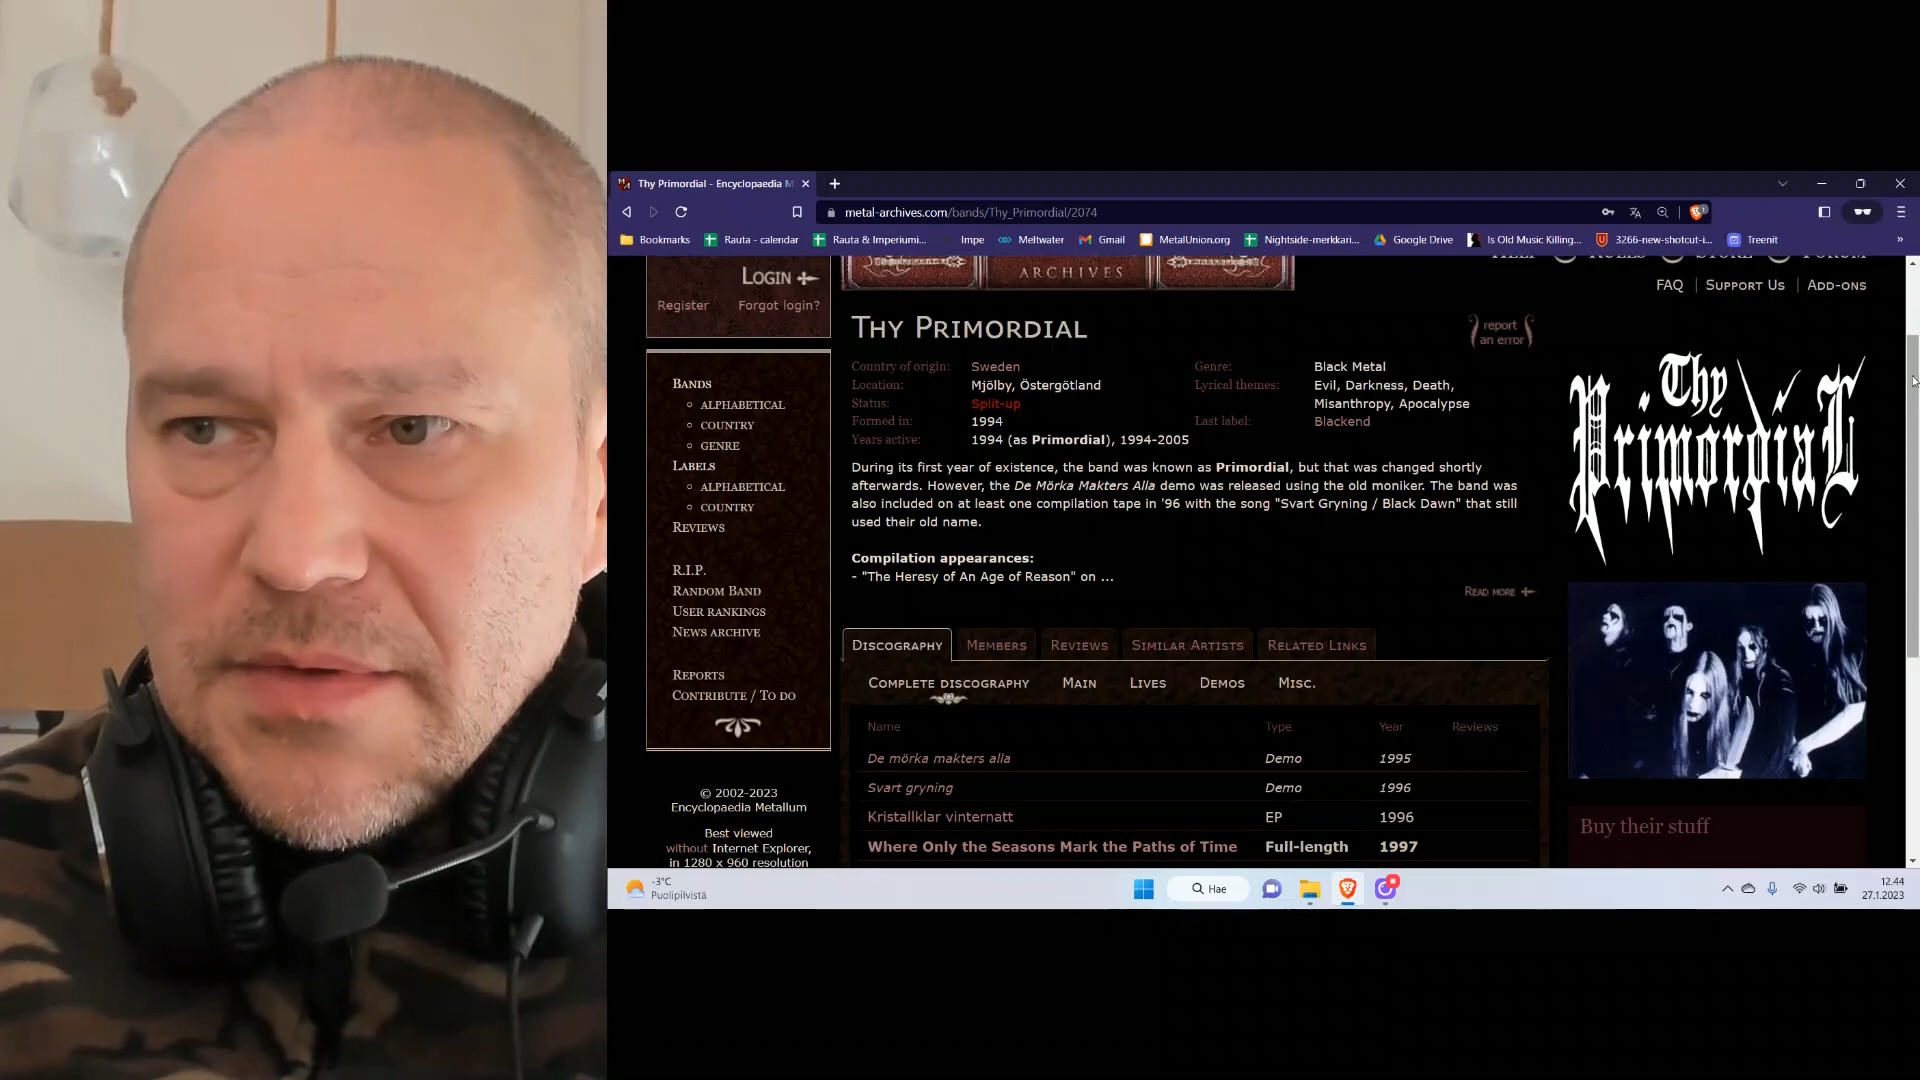 Thy Primordial - Encyclopaedia M
metal-archives.com/bands/Thy_Primordial/2074
Bookmarks
Rauta - calendar
Rauta & Imperiumi...
Impe
Meltwater
Gmail
MetalUnion.org
Nightside-merkkari...
Google Drive
Is Old Music Killing...
3266-new-shotcut-i...
Treenit
»
ARCHIVES
Login
Register
Forgot login?
Help
Rules
Store
Forum
FAQ
Support Us
Add-ons
Bands
Alphabetical
Country
Genre
Labels
Alphabetical
Country
Reviews
R.I.P.
Random Band
User rankings
News archive
Reports
Contribute / To do
© 2002-2023
Encyclopaedia Metallum
Best viewed
without Internet Explorer,
in 1280 x 960 resolution
Thy Primordial
report
an error
Country of origin: Sweden
Location: Mjölby, Östergötland
Status: Split-up
Formed in: 1994
Years active: 1994 (as Primordial), 1994-2005
Genre: Black Metal
Lyrical themes: Evil, Darkness, Death,
Misanthropy, Apocalypse
Last label: Blackend
During its first year of existence, the band was known as Primordial, but that was changed shortly
afterwards. However, the De Mörka Makters Alla demo was released using the old moniker. The band was
also included on at least one compilation tape in '96 with the song "Svart Gryning / Black Dawn" that still
used their old name.
Compilation appearances:
- "The Heresy of An Age of Reason" on ...
Read more
Discography
Members
Reviews
Similar Artists
Related Links
Complete discography
Main
Lives
Demos
Misc.
Name Type Year Reviews
De mörka makters alla Demo 1995
Svart gryning Demo 1996
Kristallklar vinternatt EP 1996
Where Only the Seasons Mark the Paths of Time Full-length 1997
Thy
Primordial
Buy their stuff
-3°C
Puolipilvistä
Hae
12.44
27.1.2023